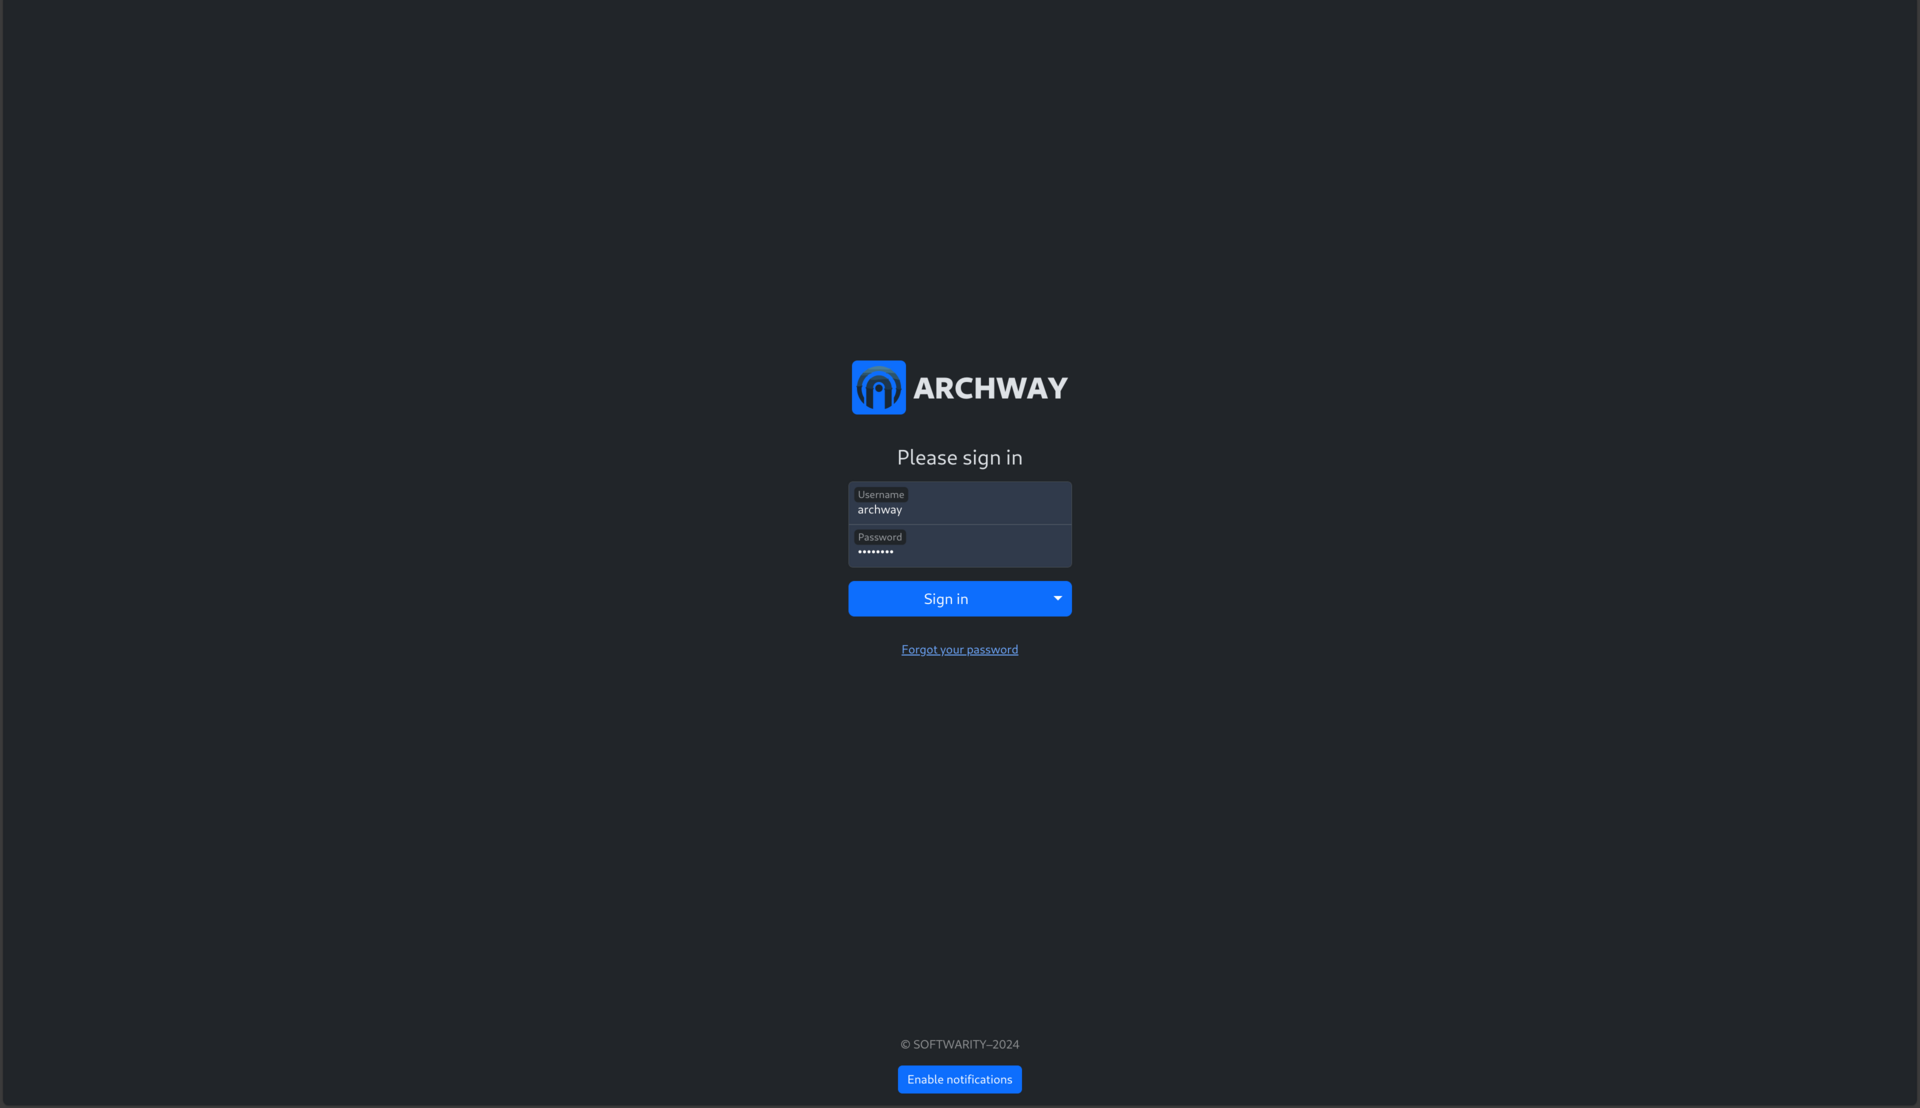 ARCHWAY
Please sign in
Username
archway
Password
••••••••
Sign in
Forgot your password
© SOFTWARITY–2024
Enable notifications